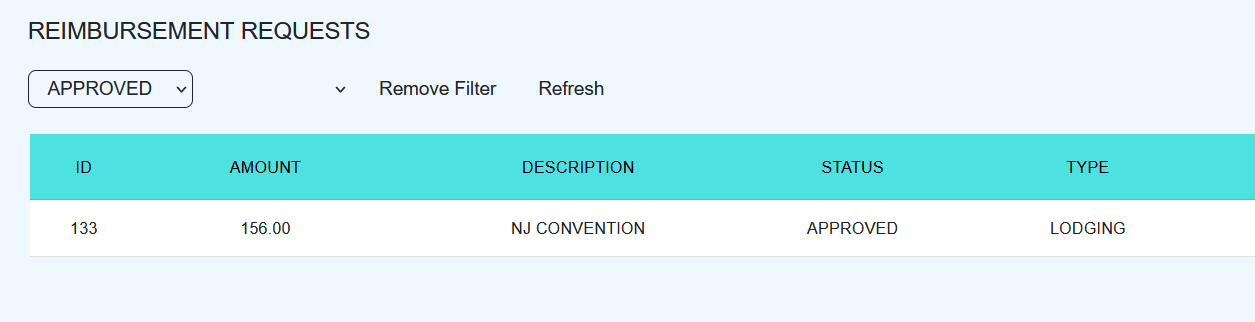 REIMBURSEMENT REQUESTS
APPROVED Remove Filter Refresh
ID AMOUNT DESCRIPTION STATUS TYPE
133 156.00 NJ CONVENTION APPROVED LODGING